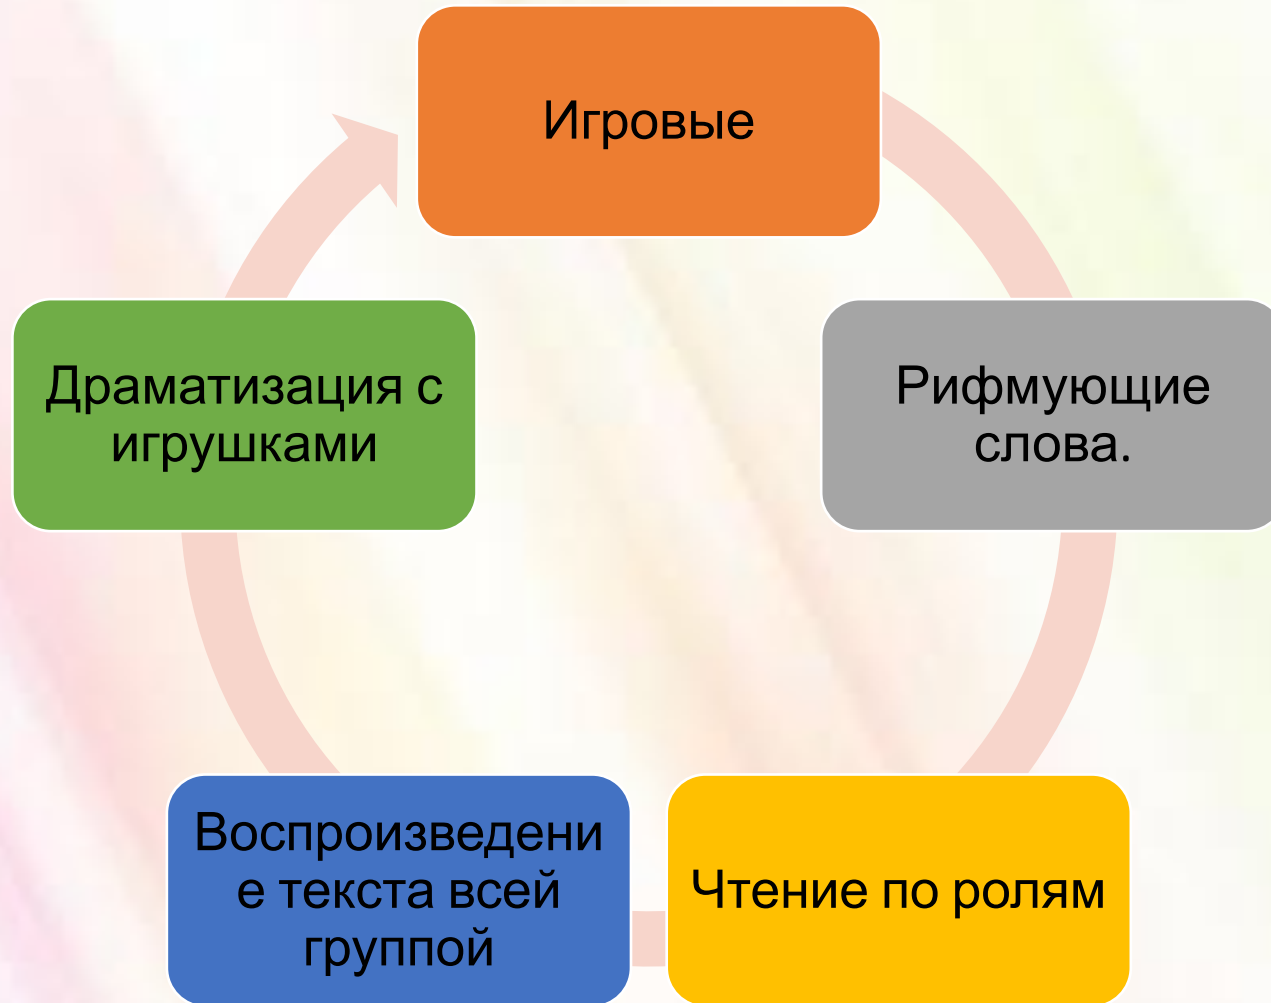 Игровые
Рифмующие
слова.
Чтение по ролям
Воспроизведени
е текста всей
группой
Драматизация с
игрушками